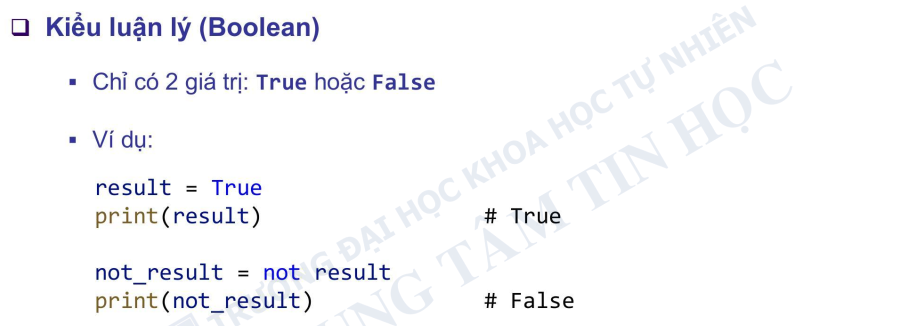 Kiểu luận lý (Boolean)
Chỉ có 2 giá trị: True hoặc False
Ví dụ:
result = True
print(result) # True
not_result = not result
print(not_result) # False
TRƯỜNG ĐẠI HỌC KHOA HỌC TỰ NHIÊN
TRUNG TÂM TIN HỌC